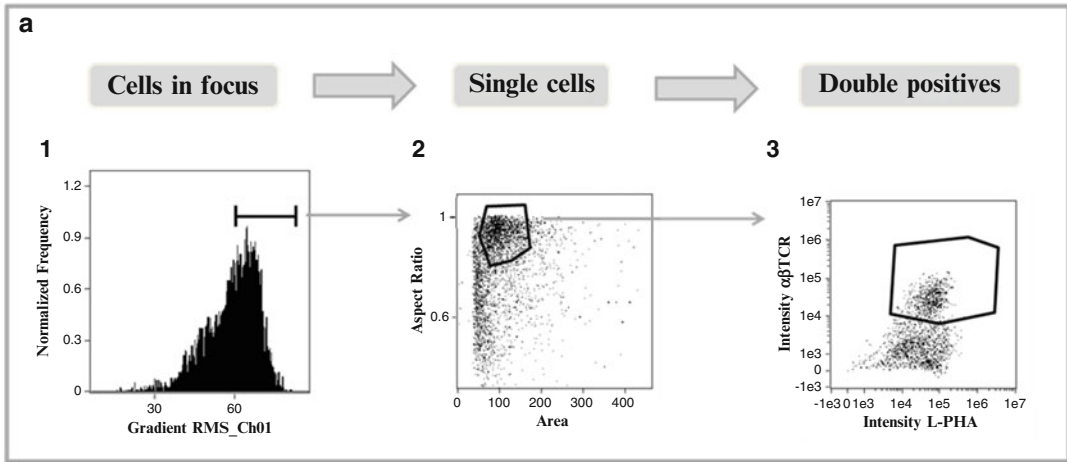 a
Cells in focus
Single cells
Double positives
1
1.2
0.9
0.6
0.3
0
Normalized Frequency
30
60
Gradient RMS_Ch01
2
1
0.6
Aspect Ratio
0
100
200
300
400
Area
3
1e7
1e6
1e5
1e4
1e3
0
-1e3
Intensity αβTCR
-1e3
0
1e3
1e4
1e5
1e6
1e7
Intensity L-PHA